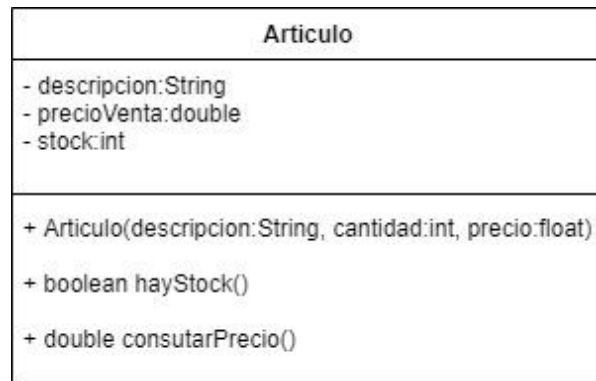 Articulo
- descripcion:String
- precioVenta:double
- stock:int
+ Articulo(descripcion:String, cantidad:int, precio:float)
+ boolean hayStock()
+ double consutarPrecio()